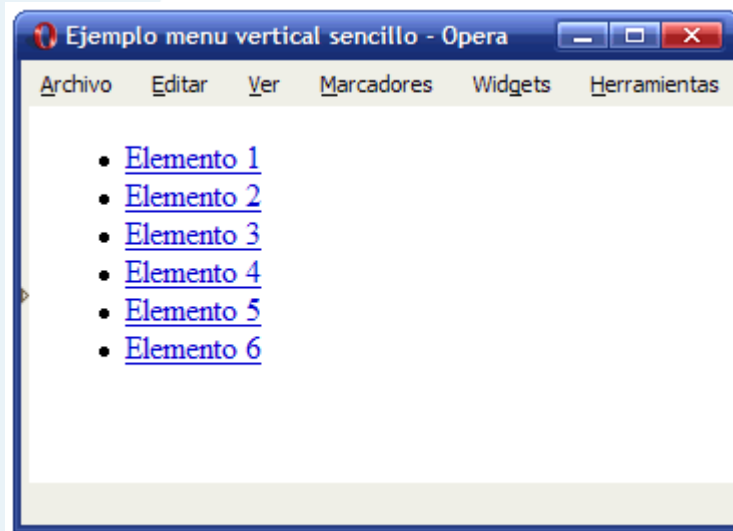 Ejemplo menu vertical sencillo - Opera
Archivo Editar Ver Marcadores Widgets Herramientas
Elemento 1
Elemento 2
Elemento 3
Elemento 4
Elemento 5
Elemento 6